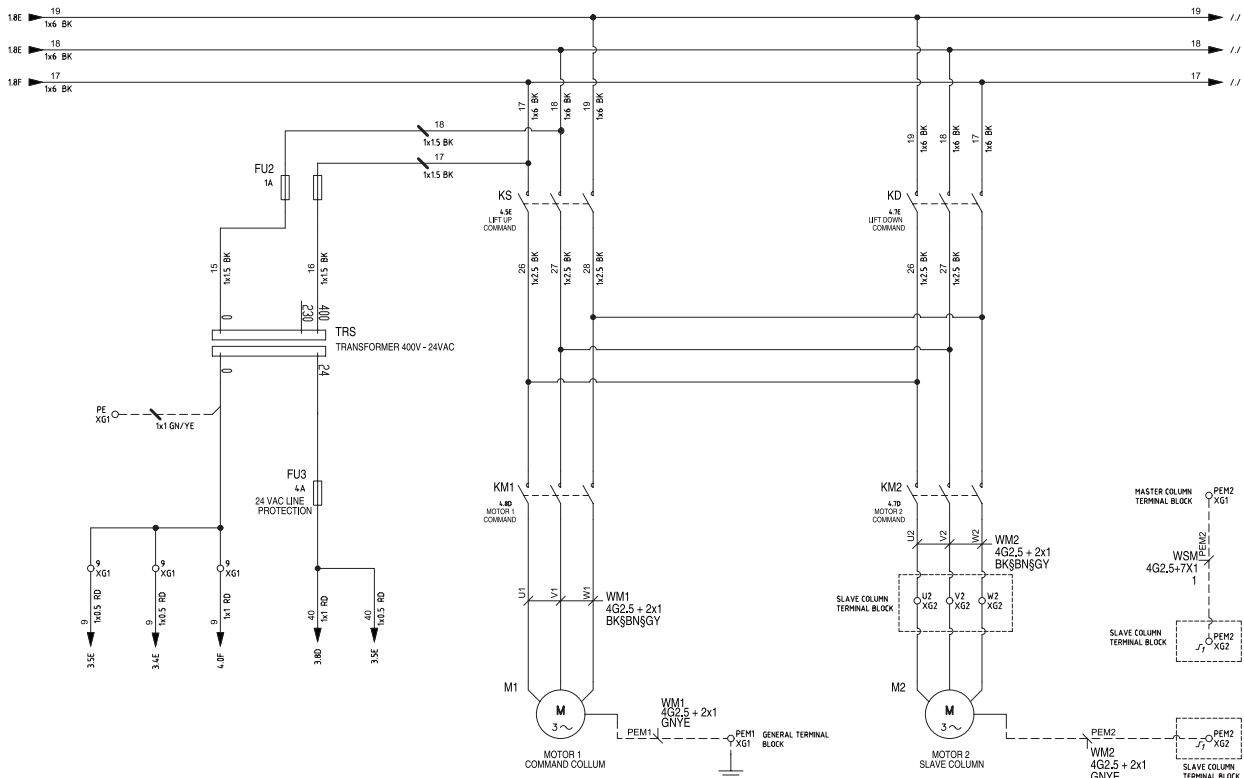 1.8E 19 19 /./
1x6 BK
1.8E 18 18 /./
1x6 BK
1.8F 17 17 /./
1x6 BK
17 1x6 BK
18 1x6 BK
19 1x6 BK
19 1x6 BK
18 1x6 BK
17 1x6 BK
18
1x1.5 BK
17
1x1.5 BK
FU2
1A
KS
4.5E
LIFT UP
COMMAND
KD
4.7E
LIFT DOWN
COMMAND
15 1x1.5 BK
16 1x1.5 BK
26 1x2.5 BK
27 1x2.5 BK
28 1x2.5 BK
26 1x2.5 BK
27 1x2.5 BK
0 230 400
TRS
TRANSFORMER 400V - 24VAC
0 24
PE
XG1
1x1 GN/YE
FU3
4A
24 VAC LINE
PROTECTION
KM1
4.8D
MOTOR 1
COMMAND
KM2
4.7D
MOTOR 2
COMMAND
MASTER COLUMN
TERMINAL BLOCK
PEM2
XG1
PEM2
WSM
4G2.5+7X1
1
U2 V2 W2
WM2
4G2.5 + 2x1
BK§BN§GY
9
XG1
9
XG1
9
XG1
U1 V1 W1
WM1
4G2.5 + 2x1
BK§BN§GY
SLAVE COLUMN
TERMINAL BLOCK
U2
XG2
V2
XG2
W2
XG2
9 1x0.5 RD
9 1x0.5 RD
9 1x1 RD
40 1x1 RD
40 1x0.5 RD
3.5E
3.4E
4.0F
3.8D
3.5E
SLAVE COLUMN
TERMINAL BLOCK
PEM2
XG2
M1
M
3 ~
MOTOR 1
COMMAND COLLUM
WM1
4G2.5 + 2x1
GNYE
PEM1
PEM1
XG1
GENERAL TERMINAL
BLOCK
M2
M
3 ~
MOTOR 2
SLAVE COLUMN
PEM2
WM2
4G2.5 + 2x1
GNYE
PEM2
XG2
SLAVE COLUMN
TERMINAL BLOCK